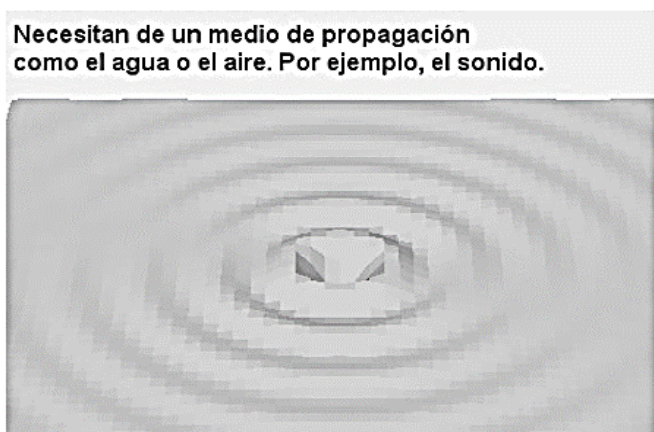 Necesitan de un medio de propagación
como el agua o el aire. Por ejemplo, el sonido.